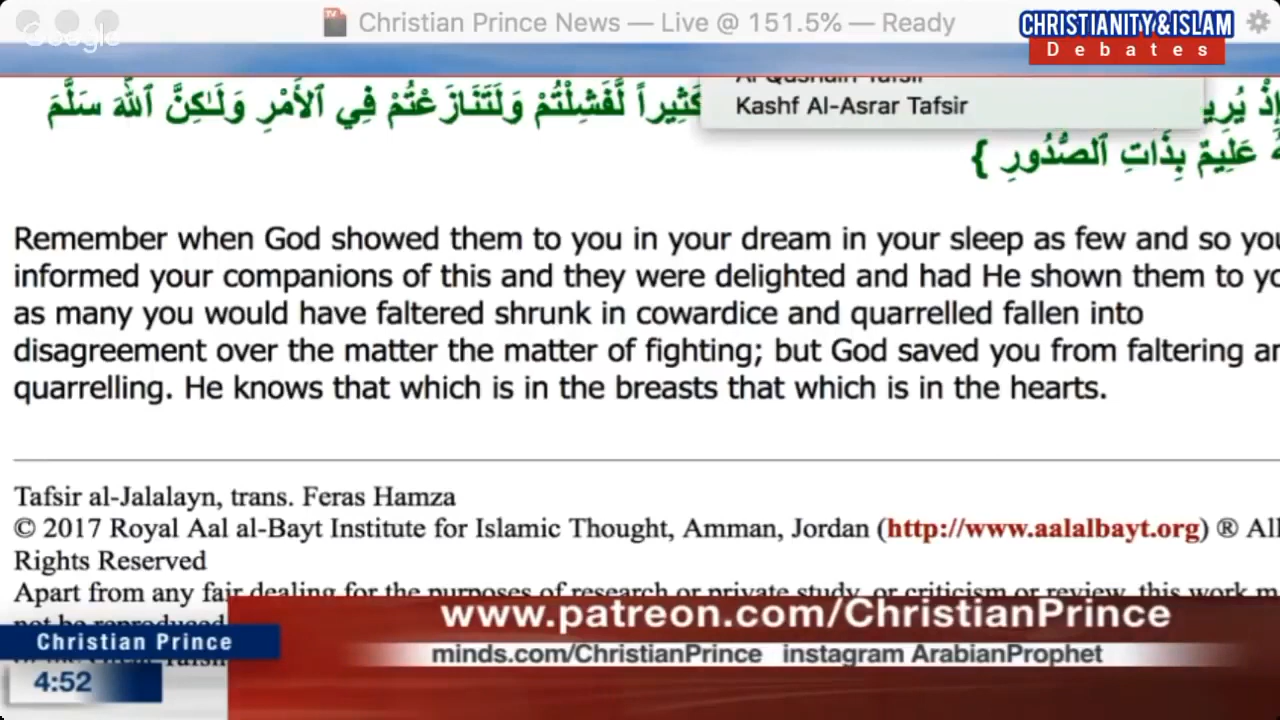 Christian Prince News — Live @ 151.5% — Ready
Google
CHRISTIANITY & ISLAM
Debates
Kashf Al-Asrar Tafsir
كَثِيراً لَّفَشِلْتُمْ وَلَتَنَازَعْتُمْ فِي ٱلأَمْرِ وَلَـٰكِنَّ ٱللَّهَ سَلَّمَ
عَلِيمٌ بِذَاتِ ٱلصُّدُورِ }
Remember when God showed them to you in your dream in your sleep as few and so you
informed your companions of this and they were delighted and had He shown them to yo
as many you would have faltered shrunk in cowardice and quarrelled fallen into
disagreement over the matter the matter of fighting; but God saved you from faltering an
quarrelling. He knows that which is in the breasts that which is in the hearts.
Tafsir al-Jalalayn, trans. Feras Hamza
© 2017 Royal Aal al-Bayt Institute for Islamic Thought, Amman, Jordan (http://www.aalalbayt.org) ® All
Rights Reserved
Apart from any fair dealing for the purposes of research or private study, or criticism or review, this work m
not be reproduced
www.patreon.com/ChristianPrince
Christian Prince
minds.com/ChristianPrince instagram ArabianProphet
4:52